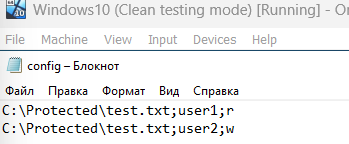 Windows10 (Clean testing mode) [Running] -
File Machine View Input Devices Help
config – Блокнот
Файл Правка Формат Вид Справка
C:\Protected\test.txt;user1;r
C:\Protected\test.txt;user2;w